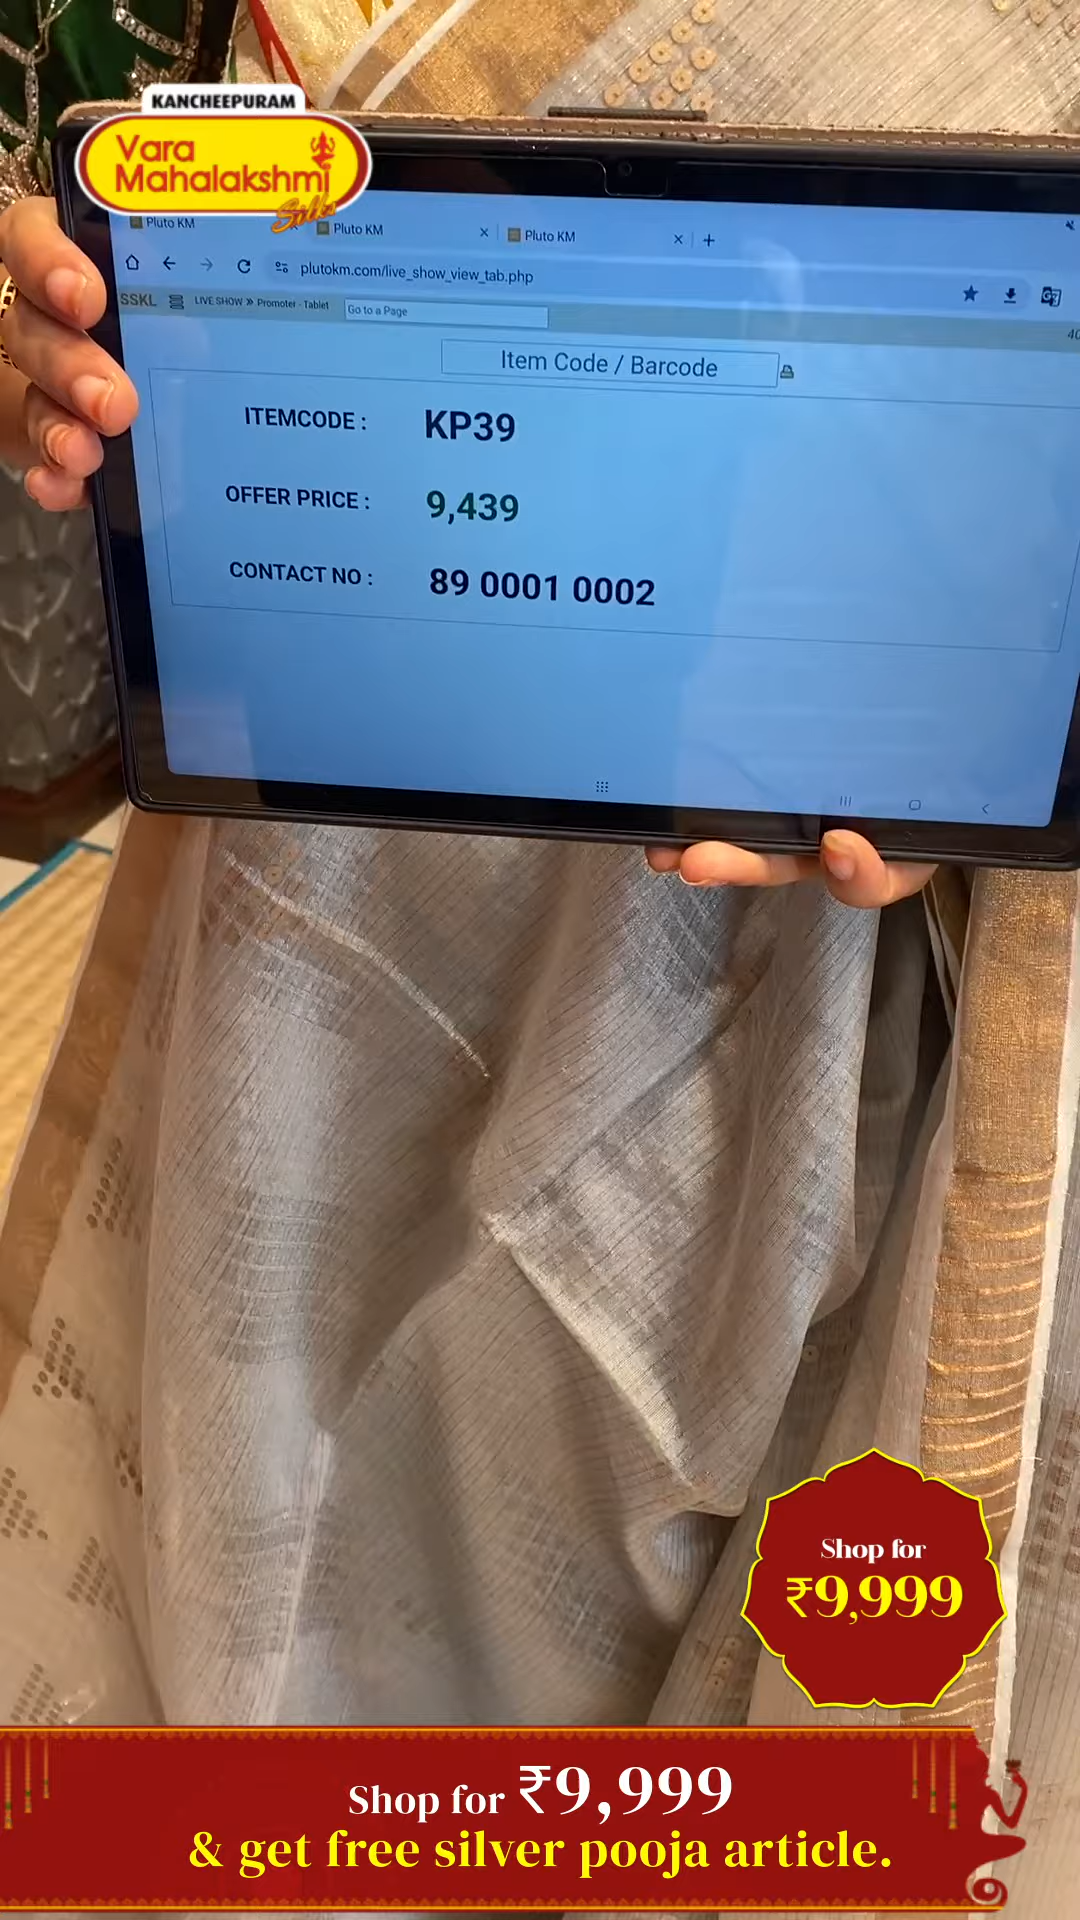 KANCHEEPURAM
Vara
Mahalakshmi
Silks
Pluto KM
Pluto KM
Pluto KM
plutokm.com/live_show_view_tab.php
SSKL
LIVE SHOW » Promoter - Tablet
Go to a Page
Item Code / Barcode
ITEMCODE : KP39
OFFER PRICE : 9,439
CONTACT NO : 89 0001 0002
Shop for
₹9,999
Shop for ₹9,999
& get free silver pooja article.